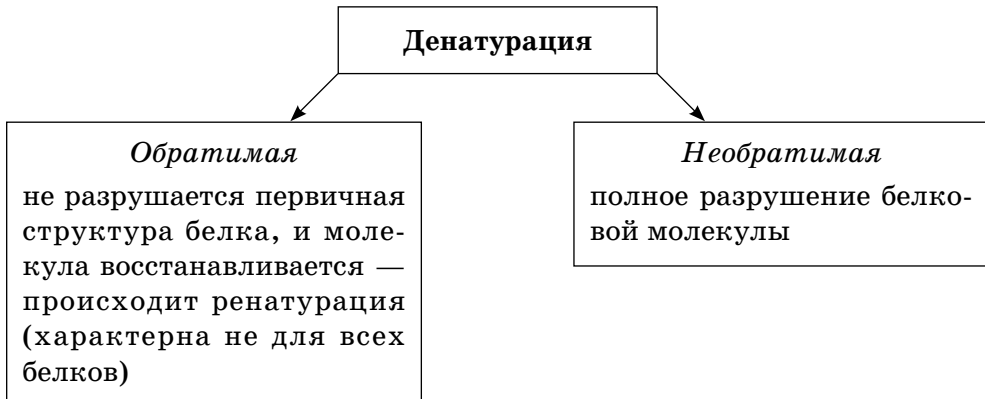 Денатурация
Обратимая
не разрушается первичная
структура белка, и моле-
кула восстанавливается —
происходит ренатурация
(характерна не для всех
белков)
Необратимая
полное разрушение белко-
вой молекулы